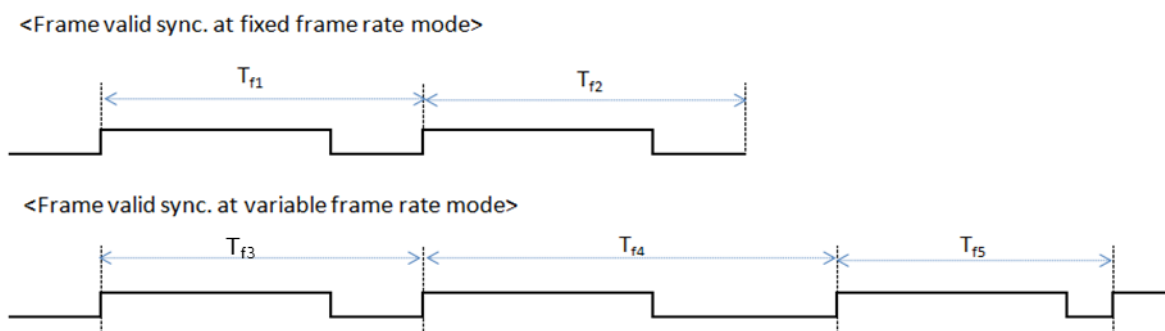 <Frame valid sync. at fixed frame rate mode>
Tf1
Tf2
<Frame valid sync. at variable frame rate mode>
Tf3
Tf4
Tf5